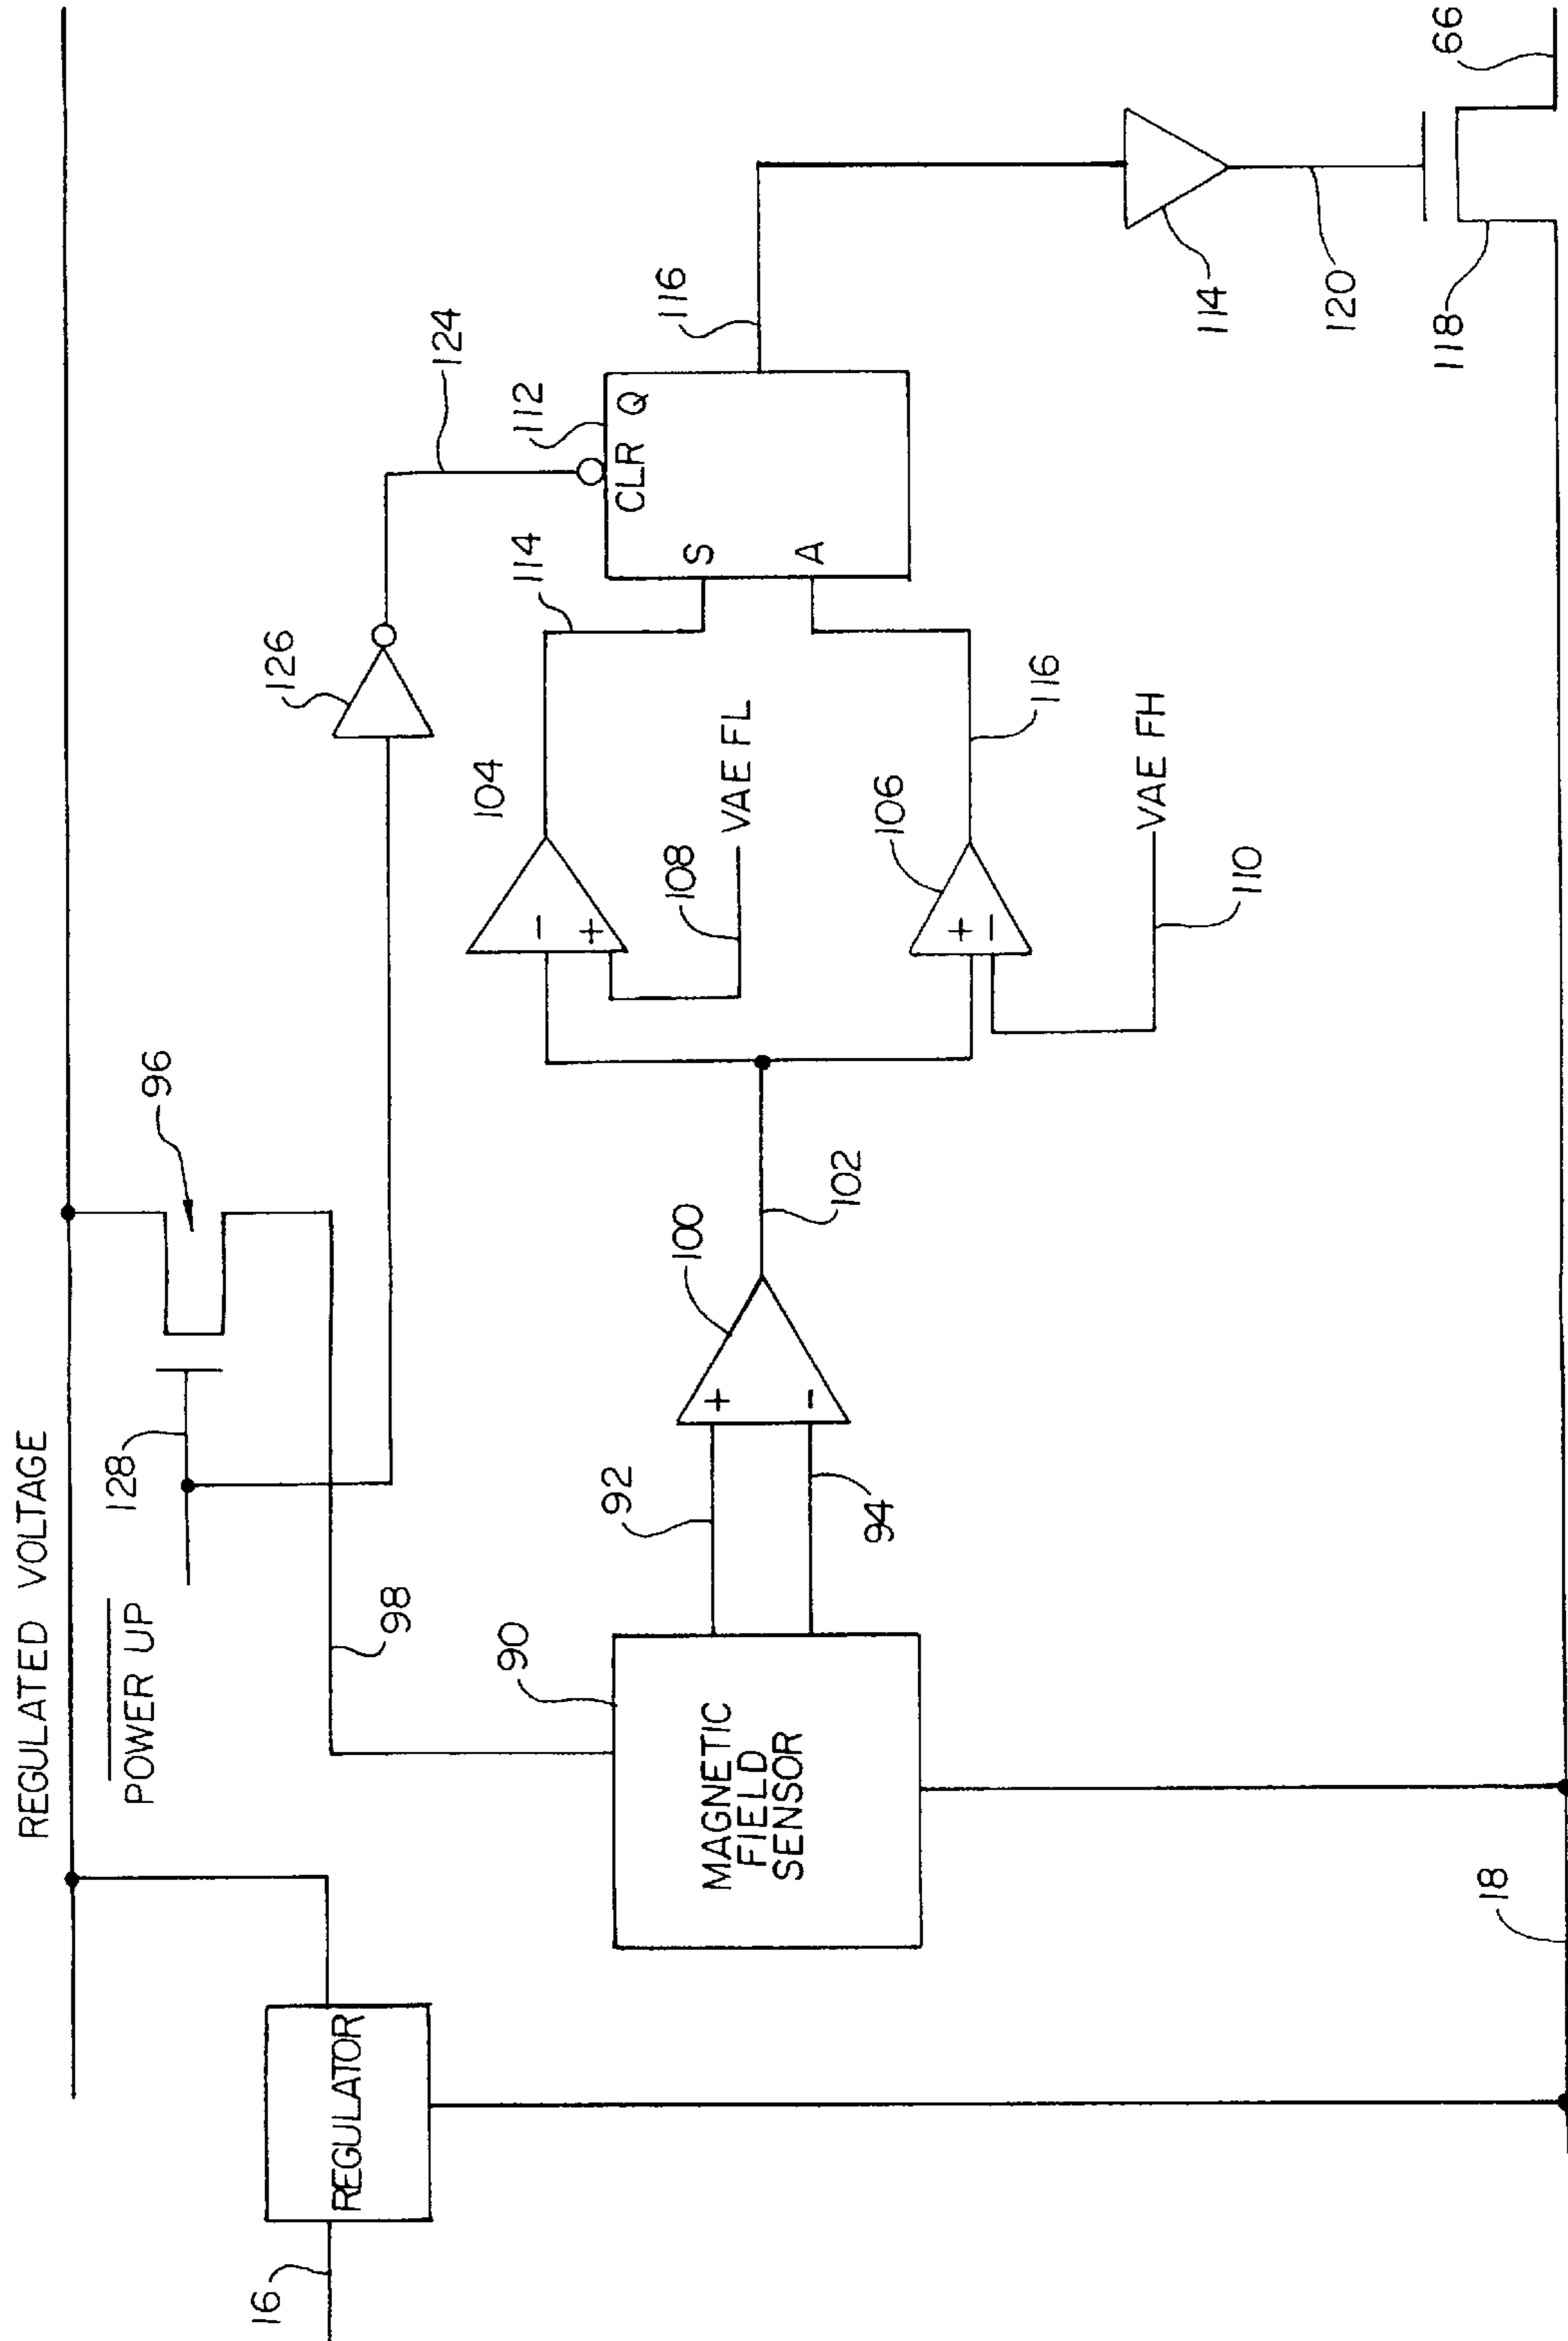 REGULATED VOLTAGE
POWER UP
16
REGULATOR
128
96
98
90
MAGNETIC
FIELD
SENSOR
92
94
+
-
100
102
126
124
104
-
+
108
VAE FL
106
+
-
110
VAE FH
114
116
112
CLR Q
S
A
116
114
120
118
66
18